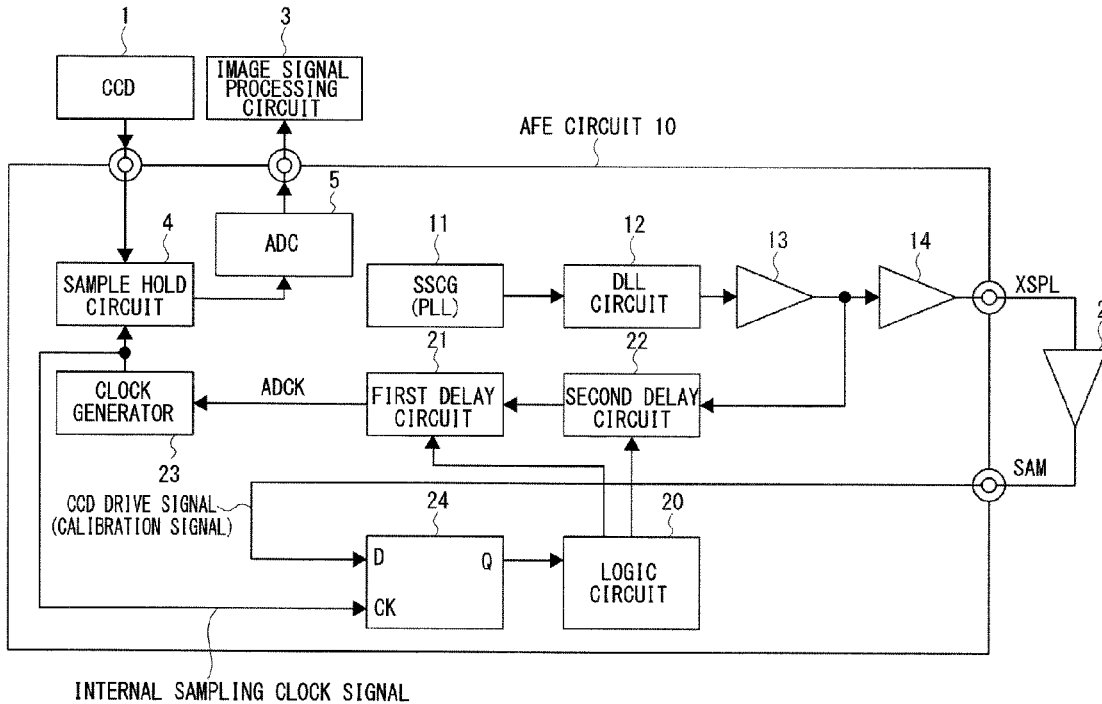 1
3
CCD
IMAGE SIGNAL
PROCESSING
CIRCUIT
AFE CIRCUIT 10
5
4
ADC
11
12
13
14
SAMPLE HOLD
CIRCUIT
SSCG
(PLL)
DLL
CIRCUIT
XSPL
2
21
22
CLOCK
GENERATOR
ADCK
FIRST DELAY
CIRCUIT
SECOND DELAY
CIRCUIT
23
SAM
CCD DRIVE SIGNAL
(CALIBRATION SIGNAL)
24
20
D
Q
CK
LOGIC
CIRCUIT
INTERNAL SAMPLING CLOCK SIGNAL